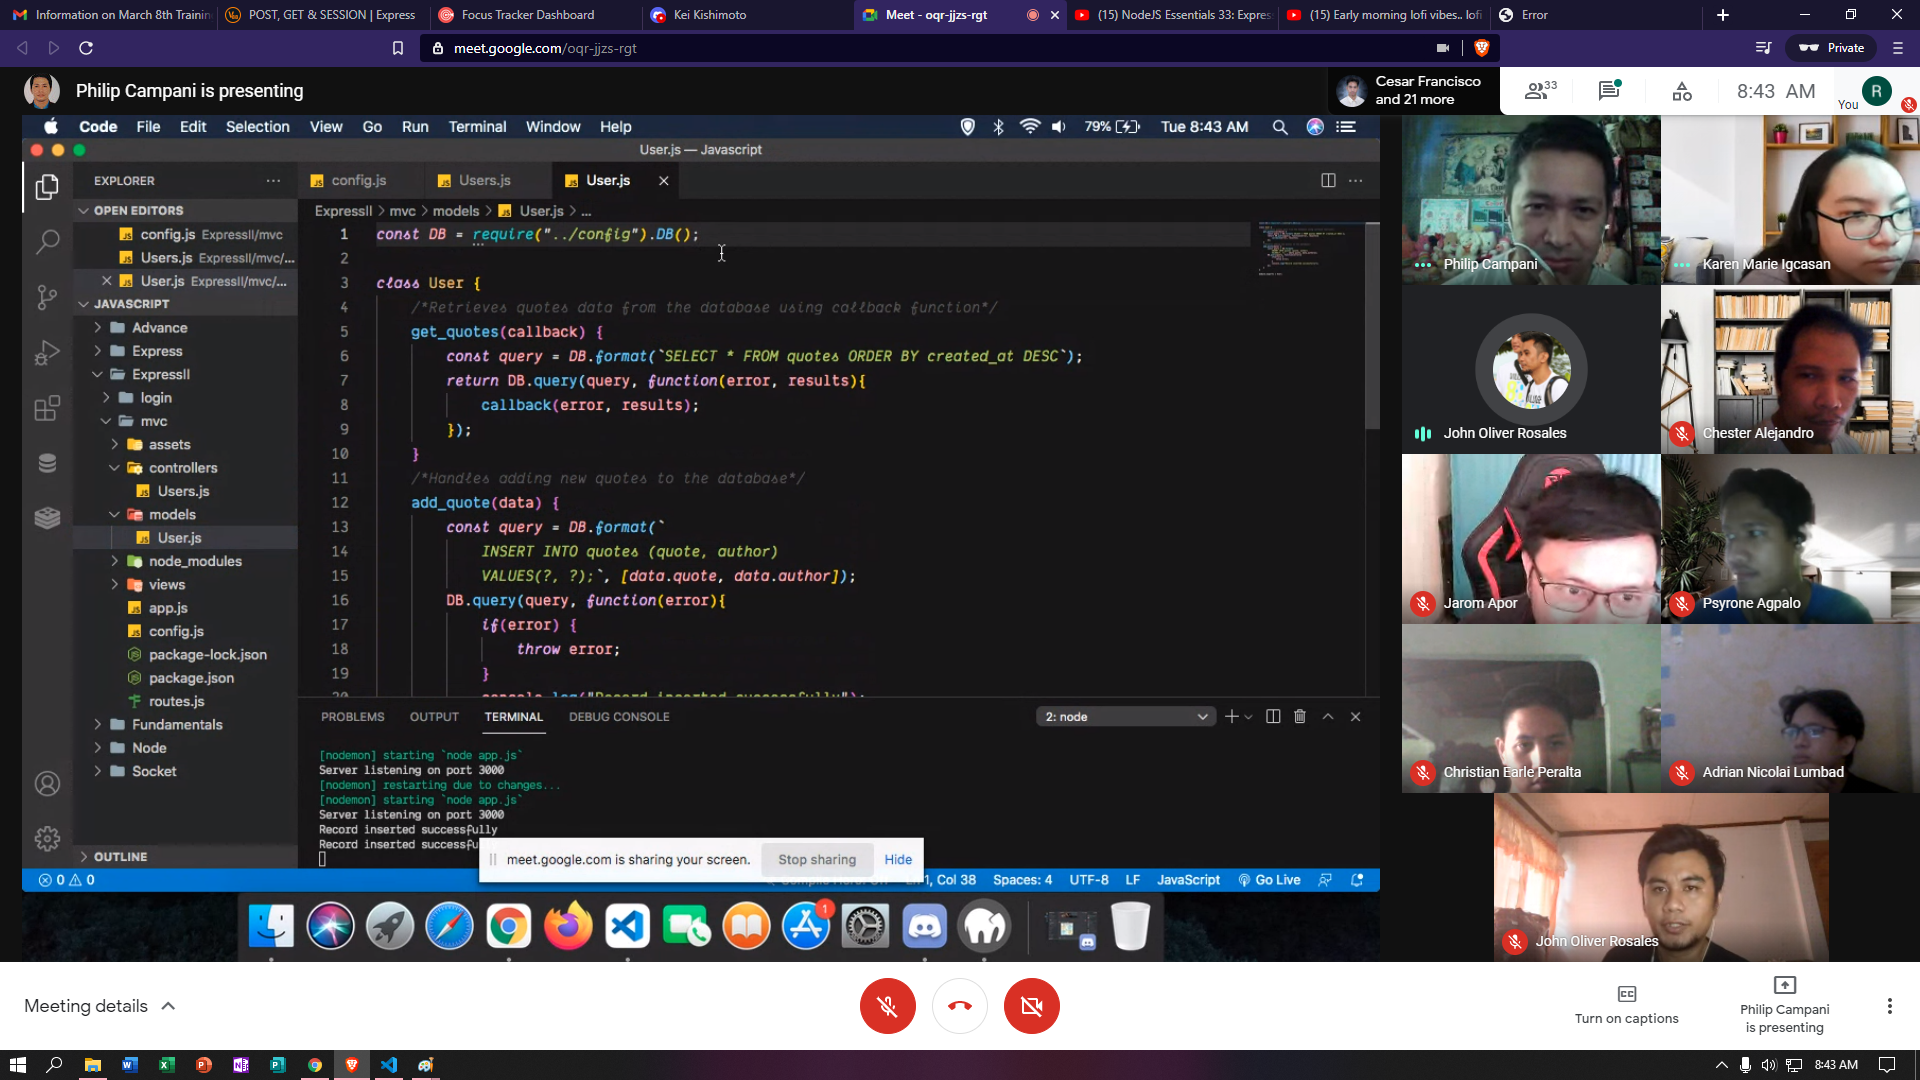 Information on March 8th Trainin
POST, GET & SESSION | Express
Focus Tracker Dashboard
Kei Kishimoto
Meet - oqr-jjzs-rgt
(15) NodeJS Essentials 33: Expres
(15) Early morning lofi vibes.. lofi
Error
meet.google.com/oqr-jjzs-rgt
Private
Philip Campani is presenting
Cesar Francisco
and 21 more
33
8:43 AM
You
R
Code File Edit Selection View Go Run Terminal Window Help
79%
Tue 8:43 AM
User.js — Javascript
EXPLORER
config.js
Users.js
User.js
OPEN EDITORS
config.js ExpressII/mvc
Users.js ExpressII/mvc/...
User.js ExpressII/mvc/...
JAVASCRIPT
Advance
Express
ExpressII
login
mvc
assets
controllers
Users.js
models
User.js
node_modules
views
app.js
config.js
package-lock.json
package.json
routes.js
Fundamentals
Node
Socket
OUTLINE
ExpressII > mvc > models > User.js > ...
1 const DB = require("../config").DB();
2
3 class User {
4 /*Retrieves quotes data from the database using callback function*/
5 get_quotes(callback) {
6 const query = DB.format(`SELECT * FROM quotes ORDER BY created_at DESC`);
7 return DB.query(query, function(error, results){
8 callback(error, results);
9 });
10 }
11 /*Handles adding new quotes to the database*/
12 add_quote(data) {
13 const query = DB.format(`
14 INSERT INTO quotes (quote, author)
15 VALUES(?, ?);`, [data.quote, data.author]);
16 DB.query(query, function(error){
17 if(error) {
18 throw error;
19 }
20 console.log("Record inserted successfully");
PROBLEMS OUTPUT TERMINAL DEBUG CONSOLE
2: node
[nodemon] starting `node app.js`
Server listening on port 3000
[nodemon] restarting due to changes...
[nodemon] starting `node app.js`
Server listening on port 3000
Record inserted successfully
Record inserted successfu
meet.google.com is sharing your screen.
Stop sharing
Hide
0 0
1, Col 38
Spaces: 4
UTF-8
LF
JavaScript
Go Live
1
Philip Campani
Karen Marie Igcasan
John Oliver Rosales
Chester Alejandro
Jarom Apor
Psyrone Agpalo
Christian Earle Peralta
Adrian Nicolai Lumbad
John Oliver Rosales
Meeting details
Turn on captions
Philip Campani
is presenting
8:43 AM